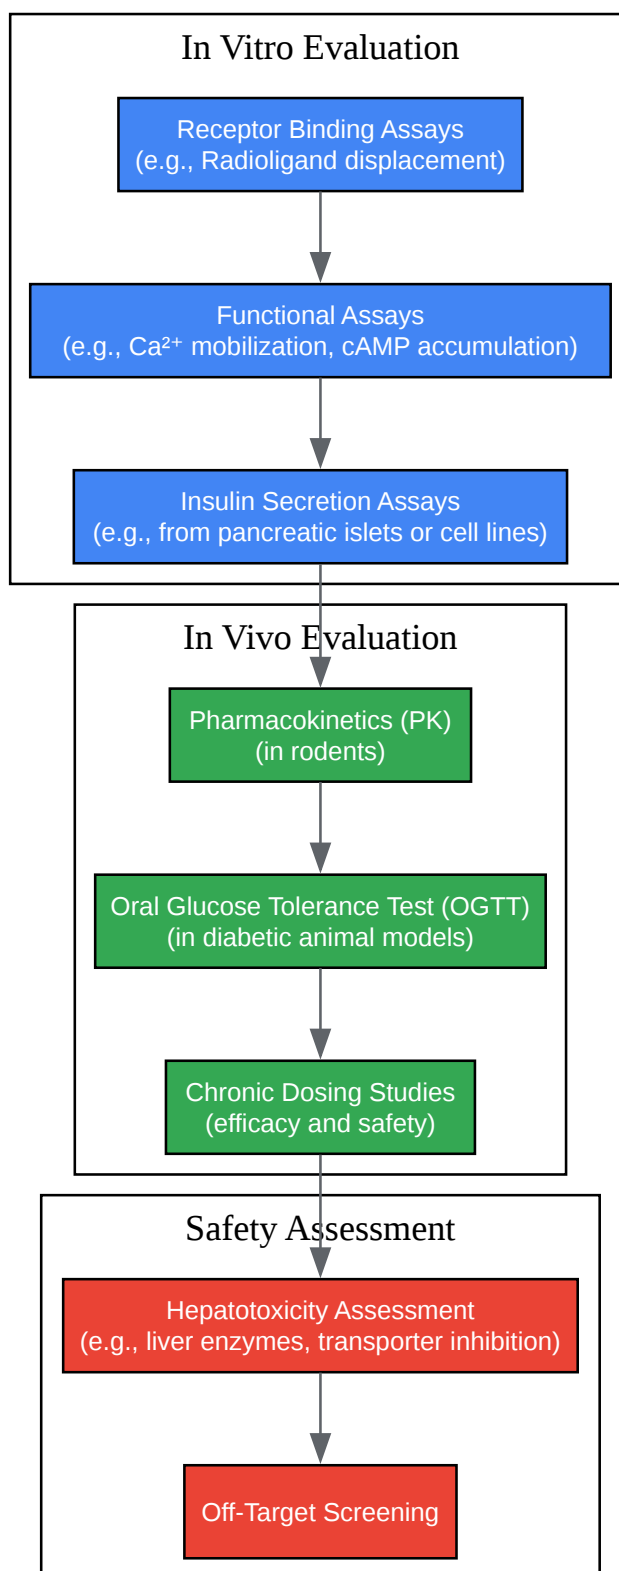 In Vitro Evaluation
Receptor Binding Assays
(e.g., Radioligand displacement)
Functional Assays
(e.g., Ca²⁺ mobilization, cAMP accumulation)
Insulin Secretion Assays
(e.g., from pancreatic islets or cell lines)
In Vivo Evaluation
Pharmacokinetics (PK)
(in rodents)
Oral Glucose Tolerance Test (OGTT)
(in diabetic animal models)
Chronic Dosing Studies
(efficacy and safety)
Safety Assessment
Hepatotoxicity Assessment
(e.g., liver enzymes, transporter inhibition)
Off-Target Screening